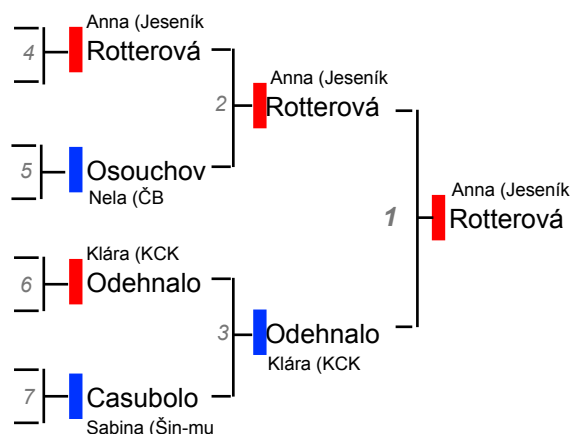 Anna (Jeseník
4
Rotterová
2
Anna (Jeseník
Rotterová
5
Osouchov
Nela (ČB
1
Anna (Jeseník
Rotterová
Klára (KCK
6
Odehnalo
3
Odehnalo
Klára (KCK
7
Casubolo
Sabina (Šin-mu